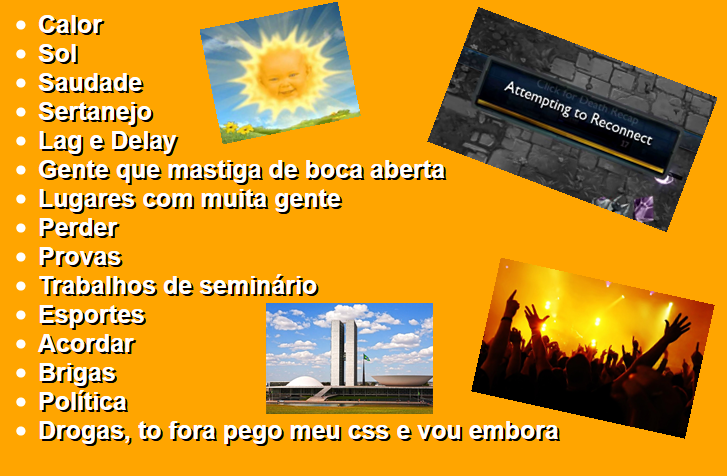 Calor
Sol
Saudade
Sertanejo
Lag e Delay
Gente que mastiga de boca aberta
Lugares com muita gente
Perder
Provas
Trabalhos de seminário
Esportes
Acordar
Brigas
Política
Drogas, to fora pego meu css e vou embora
Click for Death Recap
Attempting to Reconnect
17